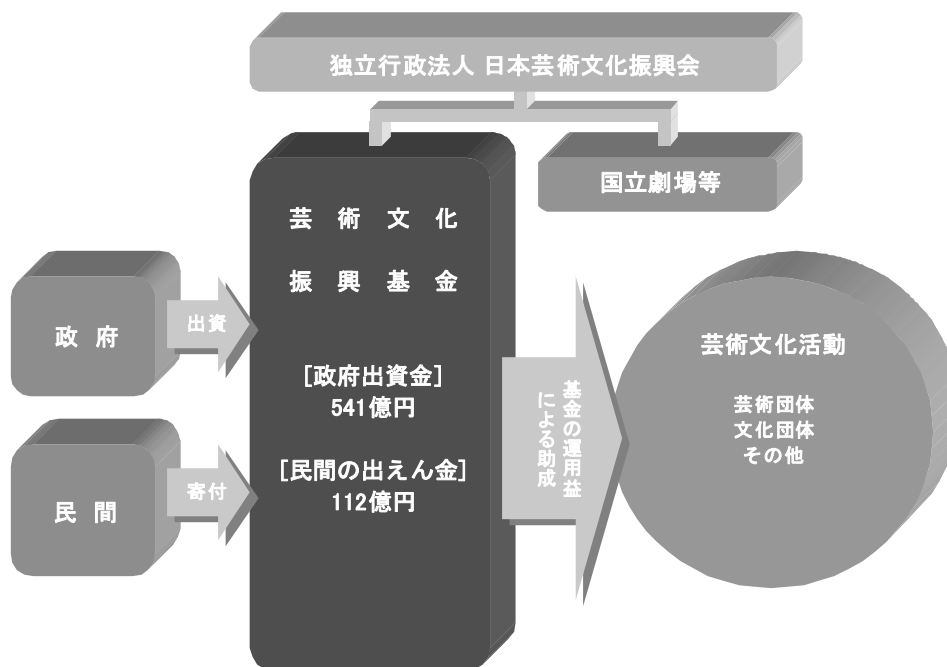 独立行政法人 日本芸術文化振興会
国立劇場等
芸術文化
振興基金
[政府出資金]
541億円
[民間の出えん金]
112億円
政府
出資
民間
寄付
基金の運用益
による助成
芸術文化活動
芸術団体
文化団体
その他